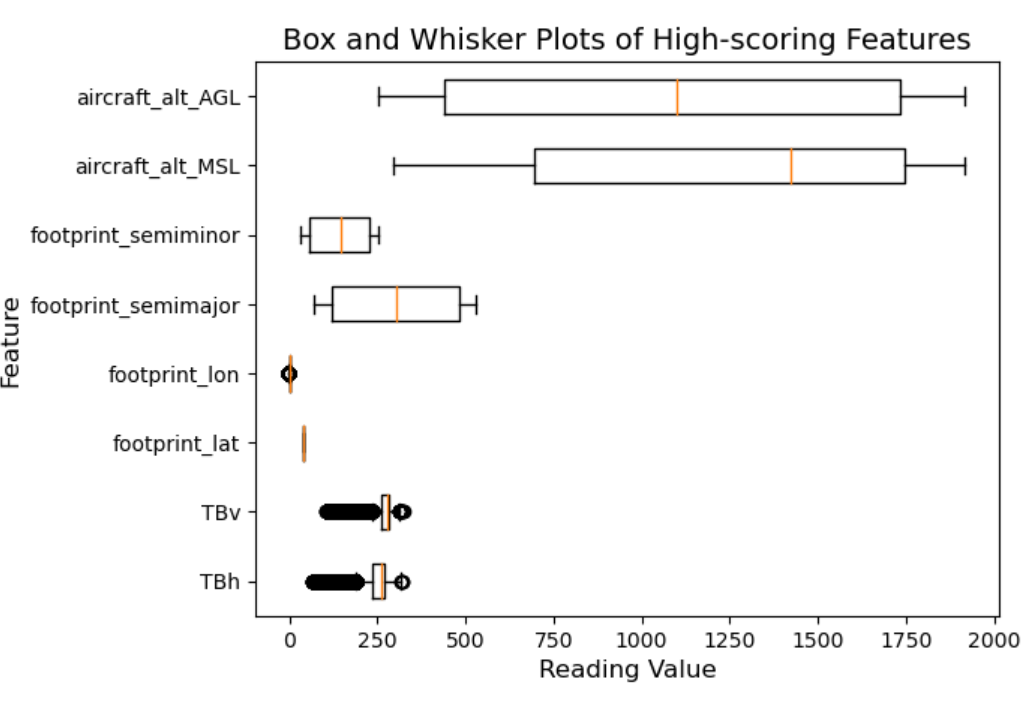 Box and Whisker Plots of High-scoring Features
aircraft_alt_AGL
aircraft_alt_MSL
footprint_semiminor
footprint_semimajor
footprint_lon
footprint_lat
TBv
TBh
Feature
0 250 500 750 1000 1250 1500 1750 2000
Reading Value